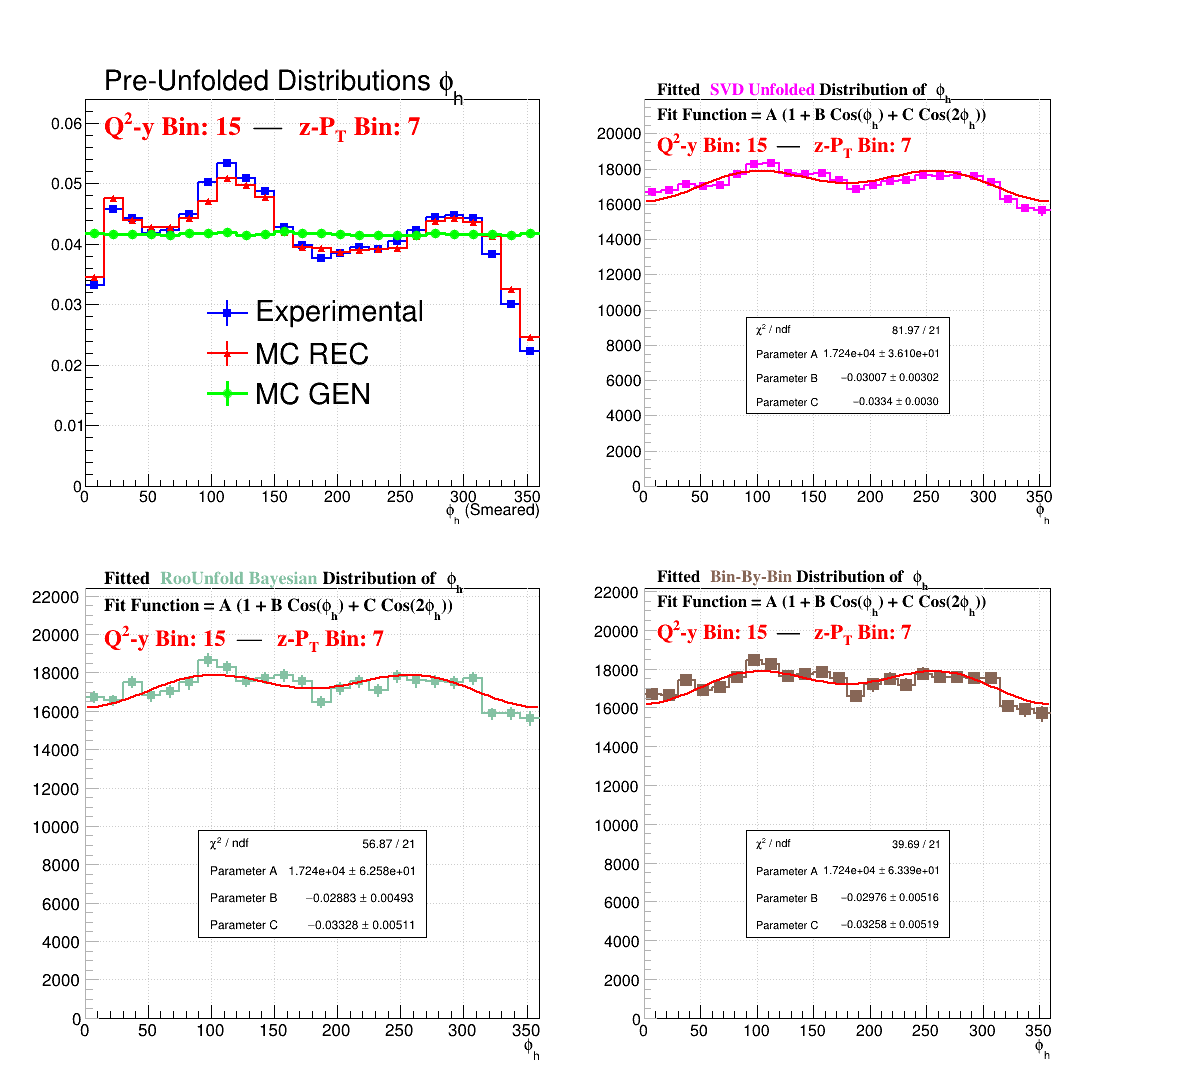 Pre-Unfolded Distributions ϕh
Q²-y Bin: 15 — z-PT Bin: 7
0.06
0.05
0.04
0.03
0.02
0.01
0
Experimental
MC REC
MC GEN
0 50 100 150 200 250 300 350
ϕh (Smeared)
Fitted SVD Unfolded Distribution of ϕh
Fit Function = A (1 + B Cos(ϕh) + C Cos(2ϕh))
Q²-y Bin: 15 — z-PT Bin: 7
20000
18000
16000
14000
12000
10000
8000
6000
4000
2000
0
χ² / ndf 81.97 / 21
Parameter A 1.724e+04 ± 3.610e+01
Parameter B −0.03007 ± 0.00302
Parameter C −0.0334 ± 0.0030
0 50 100 150 200 250 300 350
ϕh
Fitted RooUnfold Bayesian Distribution of ϕh
Fit Function = A (1 + B Cos(ϕh) + C Cos(2ϕh))
Q²-y Bin: 15 — z-PT Bin: 7
22000
20000
18000
16000
14000
12000
10000
8000
6000
4000
2000
0
χ² / ndf 56.87 / 21
Parameter A 1.724e+04 ± 6.258e+01
Parameter B −0.02883 ± 0.00493
Parameter C −0.03328 ± 0.00511
0 50 100 150 200 250 300 350
ϕh
Fitted Bin-By-Bin Distribution of ϕh
Fit Function = A (1 + B Cos(ϕh) + C Cos(2ϕh))
Q²-y Bin: 15 — z-PT Bin: 7
22000
20000
18000
16000
14000
12000
10000
8000
6000
4000
2000
0
χ² / ndf 39.69 / 21
Parameter A 1.724e+04 ± 6.339e+01
Parameter B −0.02976 ± 0.00516
Parameter C −0.03258 ± 0.00519
0 50 100 150 200 250 300 350
ϕh